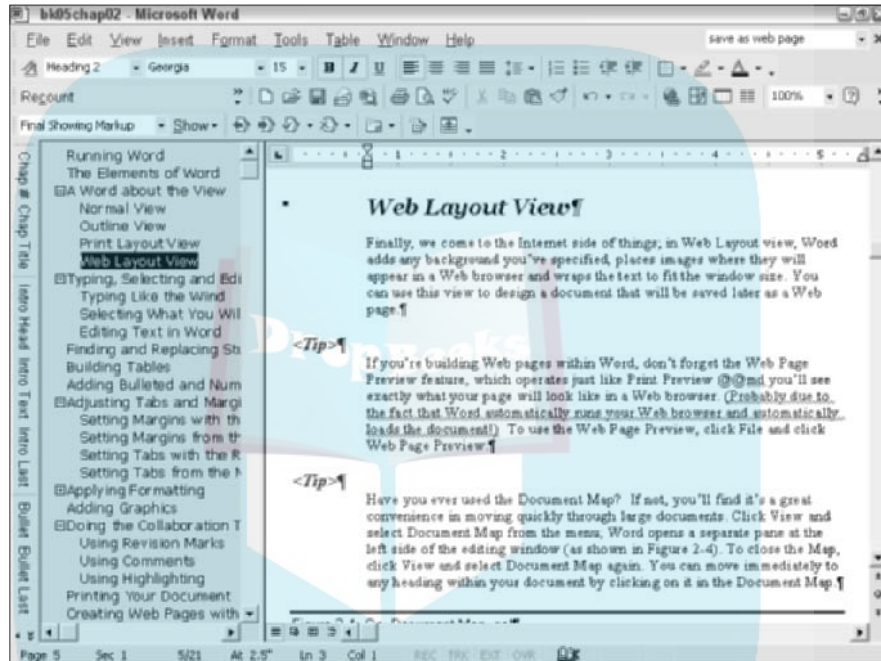 bk05chap02 - Microsoft Word
File Edit View Insert Format Tools Table Window Help save as web page
Heading 2 Georgia 15 B I U
Recount 100%
Final Showing Markup Show
Chap # Chap Title Intro Head Intro Text Intro Last Bullet Bullet Last
Running Word
The Elements of Word
A Word about the View
Normal View
Outline View
Print Layout View
Web Layout View
Typing, Selecting and Edi
Typing Like the Wind
Selecting What You Wil
Editing Text in Word
Finding and Replacing Stu
Building Tables
Adding Bulleted and Num
Adjusting Tabs and Margi
Setting Margins with th
Setting Margins from th
Setting Tabs with the R
Setting Tabs from the M
Applying Formatting
Adding Graphics
Doing the Collaboration T
Using Revision Marks
Using Comments
Using Highlighting
Printing Your Document
Creating Web Pages with
1 2 3 4 5
Web Layout View¶
Finally, we come to the Internet side of things; in Web Layout view, Word
adds any background you've specified, places images where they will
appear in a Web browser and wraps the text to fit the window size. You
can use this view to design a document that will be saved later as a Web
page.¶
<Tip>¶
If you're building Web pages within Word, don't forget the Web Page
Preview feature, which operates just like Print Preview @@md you'll see
exactly what your page will look like in a Web browser. (Probably due to
the fact that Word automatically runs your Web browser and automatically
loads the document!) To use the Web Page Preview, click File and click
Web Page Preview.¶
<Tip>¶
Have you ever used the Document Map? If not, you'll find it's a great
convenience in moving quickly through large documents. Click View and
select Document Map from the menu; Word opens a separate pane at the
left side of the editing window (as shown in Figure 2-4). To close the Map,
click View and select Document Map again. You can move immediately to
any heading within your document by clicking on it in the Document Map.¶
DropBooks
Page 5 Sec 1 5/21 At 2.5" Ln 3 Col 1 REC TRK EXT OVR